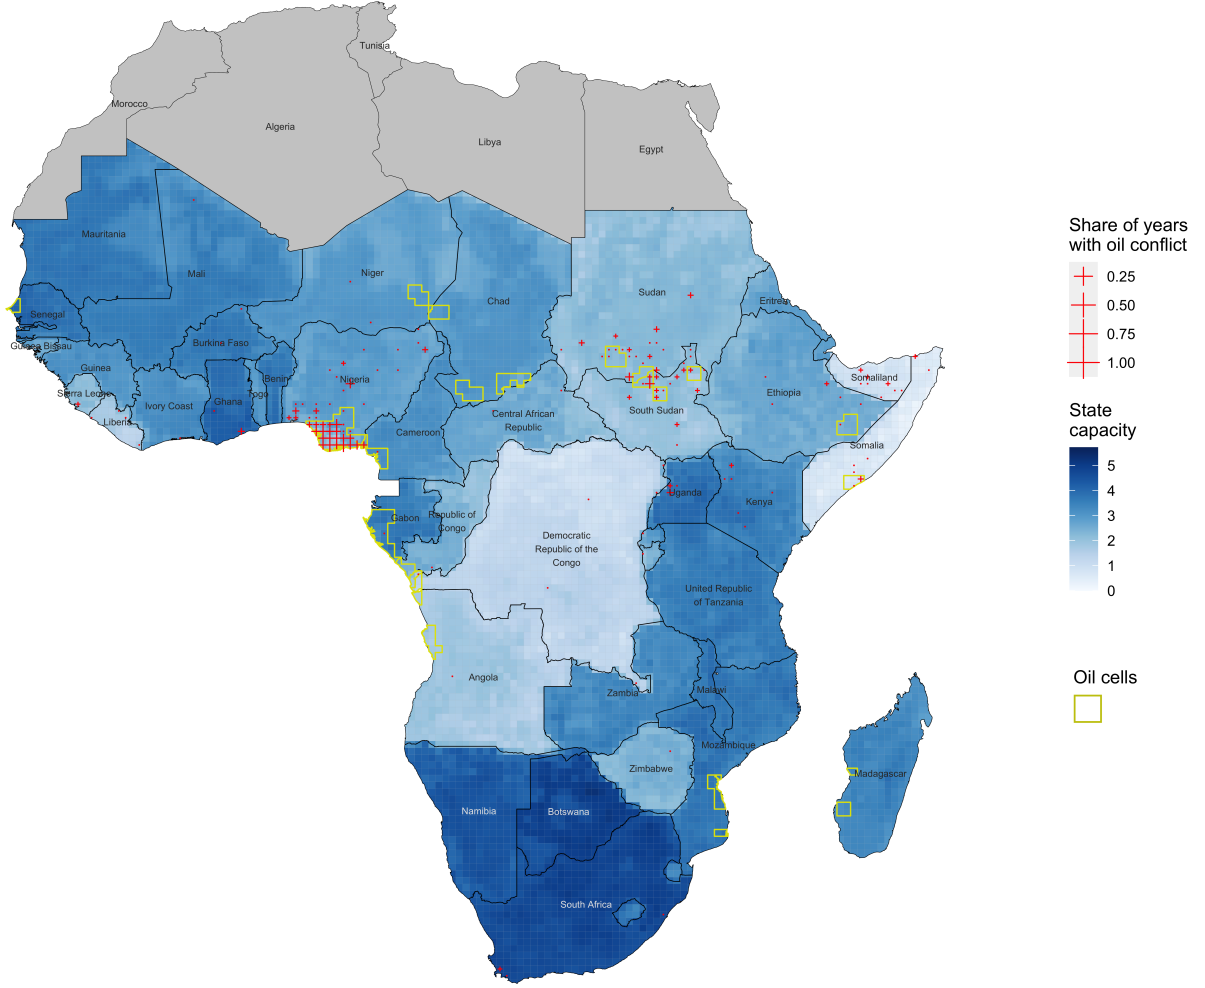 Tunisia
Morocco
Algeria
Libya
Egypt
Mauritania
Mali
Niger
Chad
Sudan
Eritrea
Senegal
Guinea Bissau
Burkina Faso
Guinea
Sierra Leone
Liberia
Ivory Coast
Ghana
Togo
Benin
Nigeria
Cameroon
Central African
Republic
South Sudan
Ethiopia
Somaliland
Somalia
Gabon
Republic of
Congo
Democratic
Republic of the
Congo
Uganda
Kenya
United Republic
of Tanzania
Angola
Zambia
Malawi
Mozambique
Zimbabwe
Madagascar
Namibia
Botswana
South Africa
Share of years
with oil conflict
0.25
0.50
0.75
1.00
State
capacity
5
4
3
2
1
0
Oil cells